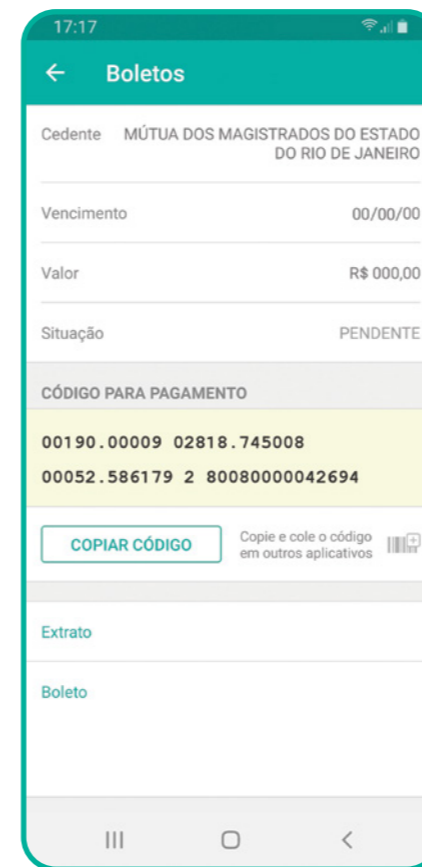 17:17
Boletos
Cedente MÚTUA DOS MAGISTRADOS DO ESTADO
DO RIO DE JANEIRO
Vencimento 00/00/00
Valor R$ 000,00
Situação PENDENTE
CÓDIGO PARA PAGAMENTO
00190.00009 02818.745008
00052.586179 2 80080000042694
COPIAR CÓDIGO
Copie e cole o código
em outros aplicativos
Extrato
Boleto